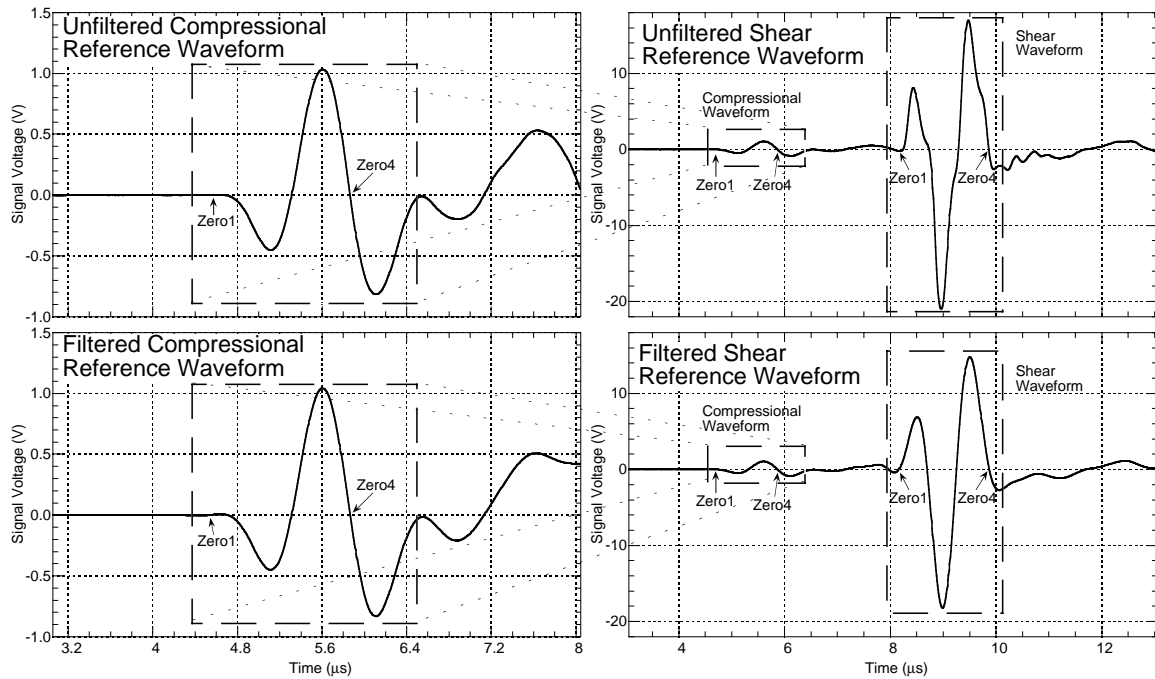 Unfiltered Compressional
Reference Waveform
Signal Voltage (V)
1.5
1.0
0.5
0.0
-0.5
-1.0
Zero1
Zero4
Unfiltered Shear
Reference Waveform
Shear
Waveform
Compressional
Waveform
Signal Voltage (V)
10
0
-10
-20
Zero1
Zero4
Zero1
Zero4
Filtered Compressional
Reference Waveform
Signal Voltage (V)
1.5
1.0
0.5
0.0
-0.5
-1.0
Zero1
Zero4
3.2
4
4.8
5.6
6.4
7.2
8
Time (μs)
Filtered Shear
Reference Waveform
Shear
Waveform
Compressional
Waveform
Signal Voltage (V)
10
0
-10
-20
Zero1
Zero4
Zero1
Zero4
4
6
8
10
12
Time (μs)